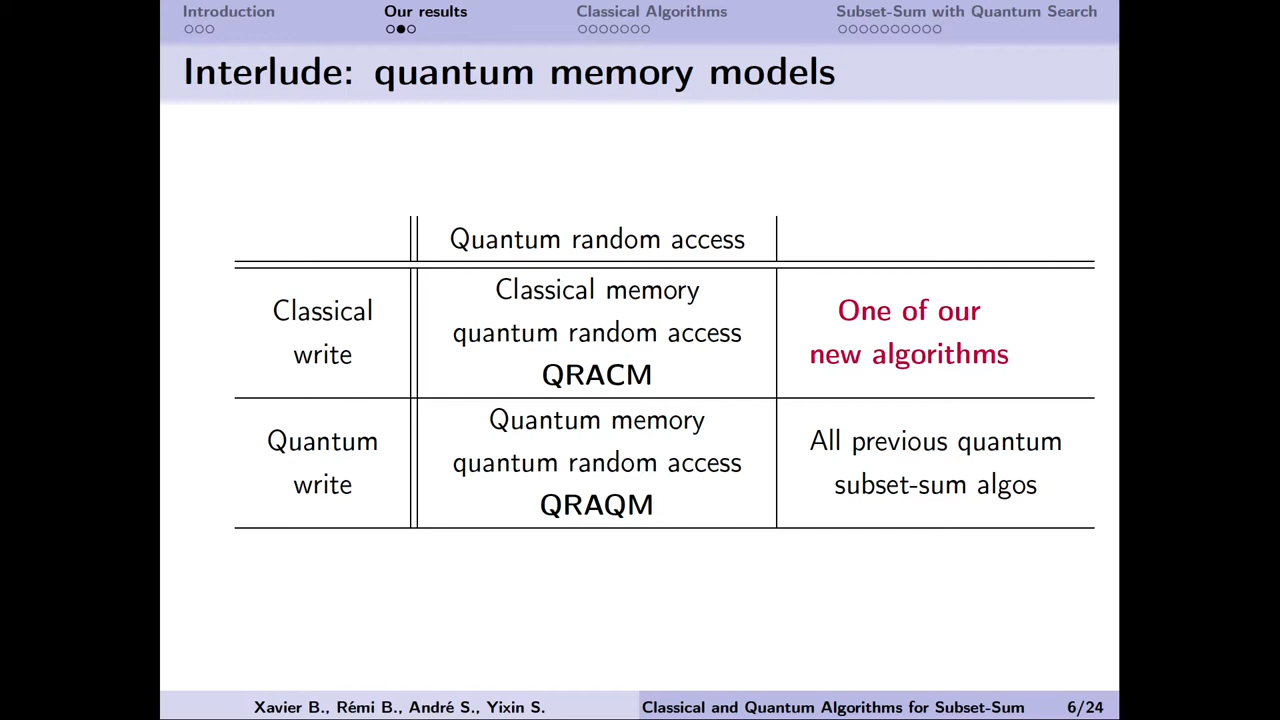 Introduction
Our results
Classical Algorithms
Subset-Sum with Quantum Search
Interlude: quantum memory models
Quantum random access
Classical
write
Classical memory
quantum random access
QRACM
One of our
new algorithms
Quantum
write
Quantum memory
quantum random access
QRAQM
All previous quantum
subset-sum algos
Xavier B., Rémi B., André S., Yixin S.
Classical and Quantum Algorithms for Subset-Sum
6/24